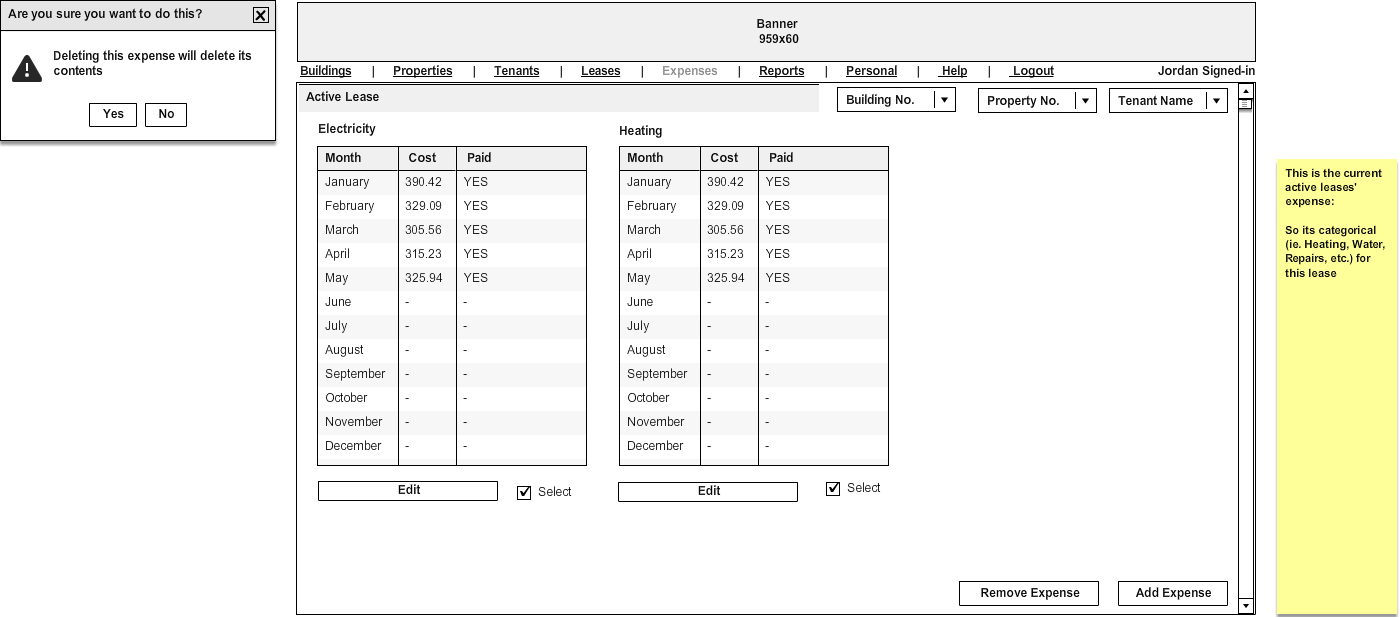 Are you sure you want to do this?
Deleting this expense will delete its
contents
Yes No
Banner
959x60
Buildings | Properties | Tenants | Leases | Expenses | Reports | Personal | Help | Logout Jordan Signed-in
Active Lease
Building No. Property No. Tenant Name
Electricity
Month Cost Paid
January 390.42 YES
February 329.09 YES
March 305.56 YES
April 315.23 YES
May 325.94 YES
June - -
July - -
August - -
September - -
October - -
November - -
December - -
Edit Select
Heating
Month Cost Paid
January 390.42 YES
February 329.09 YES
March 305.56 YES
April 315.23 YES
May 325.94 YES
June - -
July - -
August - -
September - -
October - -
November - -
December - -
Edit Select
Remove Expense Add Expense
This is the current
active leases'
expense:
So its categorical
(ie. Heating, Water,
Repairs, etc.) for
this lease